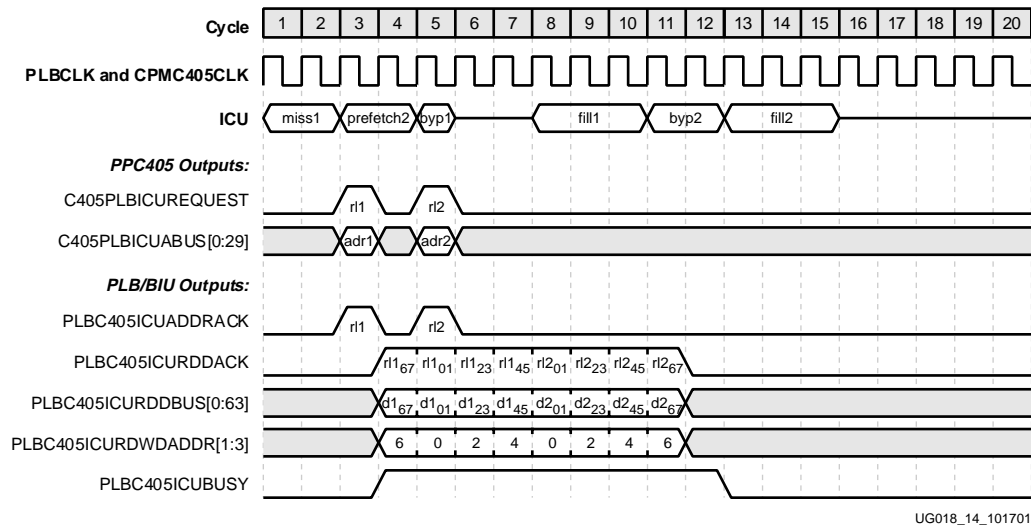 Cycle 1 2 3 4 5 6 7 8 9 10 11 12 13 14 15 16 17 18 19 20
PLBCLK and CPMC405CLK
ICU miss1 prefetch2 byp1 fill1 byp2 fill2
PPC405 Outputs:
C405PLBICUREQUEST rl1 rl2
C405PLBICUABUS[0:29] adr1 adr2
PLB/BIU Outputs:
PLBC405ICUADDRACK rl1 rl2
PLBC405ICURDDACK rl1₆₇ rl1₀₁ rl1₂₃ rl1₄₅ rl2₀₁ rl2₂₃ rl2₄₅ rl2₆₇
PLBC405ICURDDBUS[0:63] d1₆₇ d1₀₁ d1₂₃ d1₄₅ d2₀₁ d2₂₃ d2₄₅ d2₆₇
PLBC405ICURDWDADDR[1:3] 6 0 2 4 0 2 4 6
PLBC405ICUBUSY
UG018_14_101701